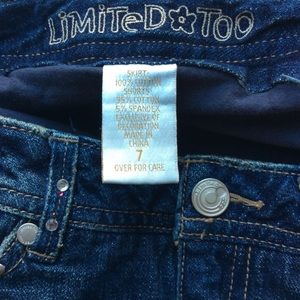 LiMiTeD TOO
SKIRT:
100% COTTON
SHORTS:
95% COTTON
5% SPANDEX
EXCLUSIVE OF
DECORATION
MADE IN
CHINA
7
OVER FOR CARE